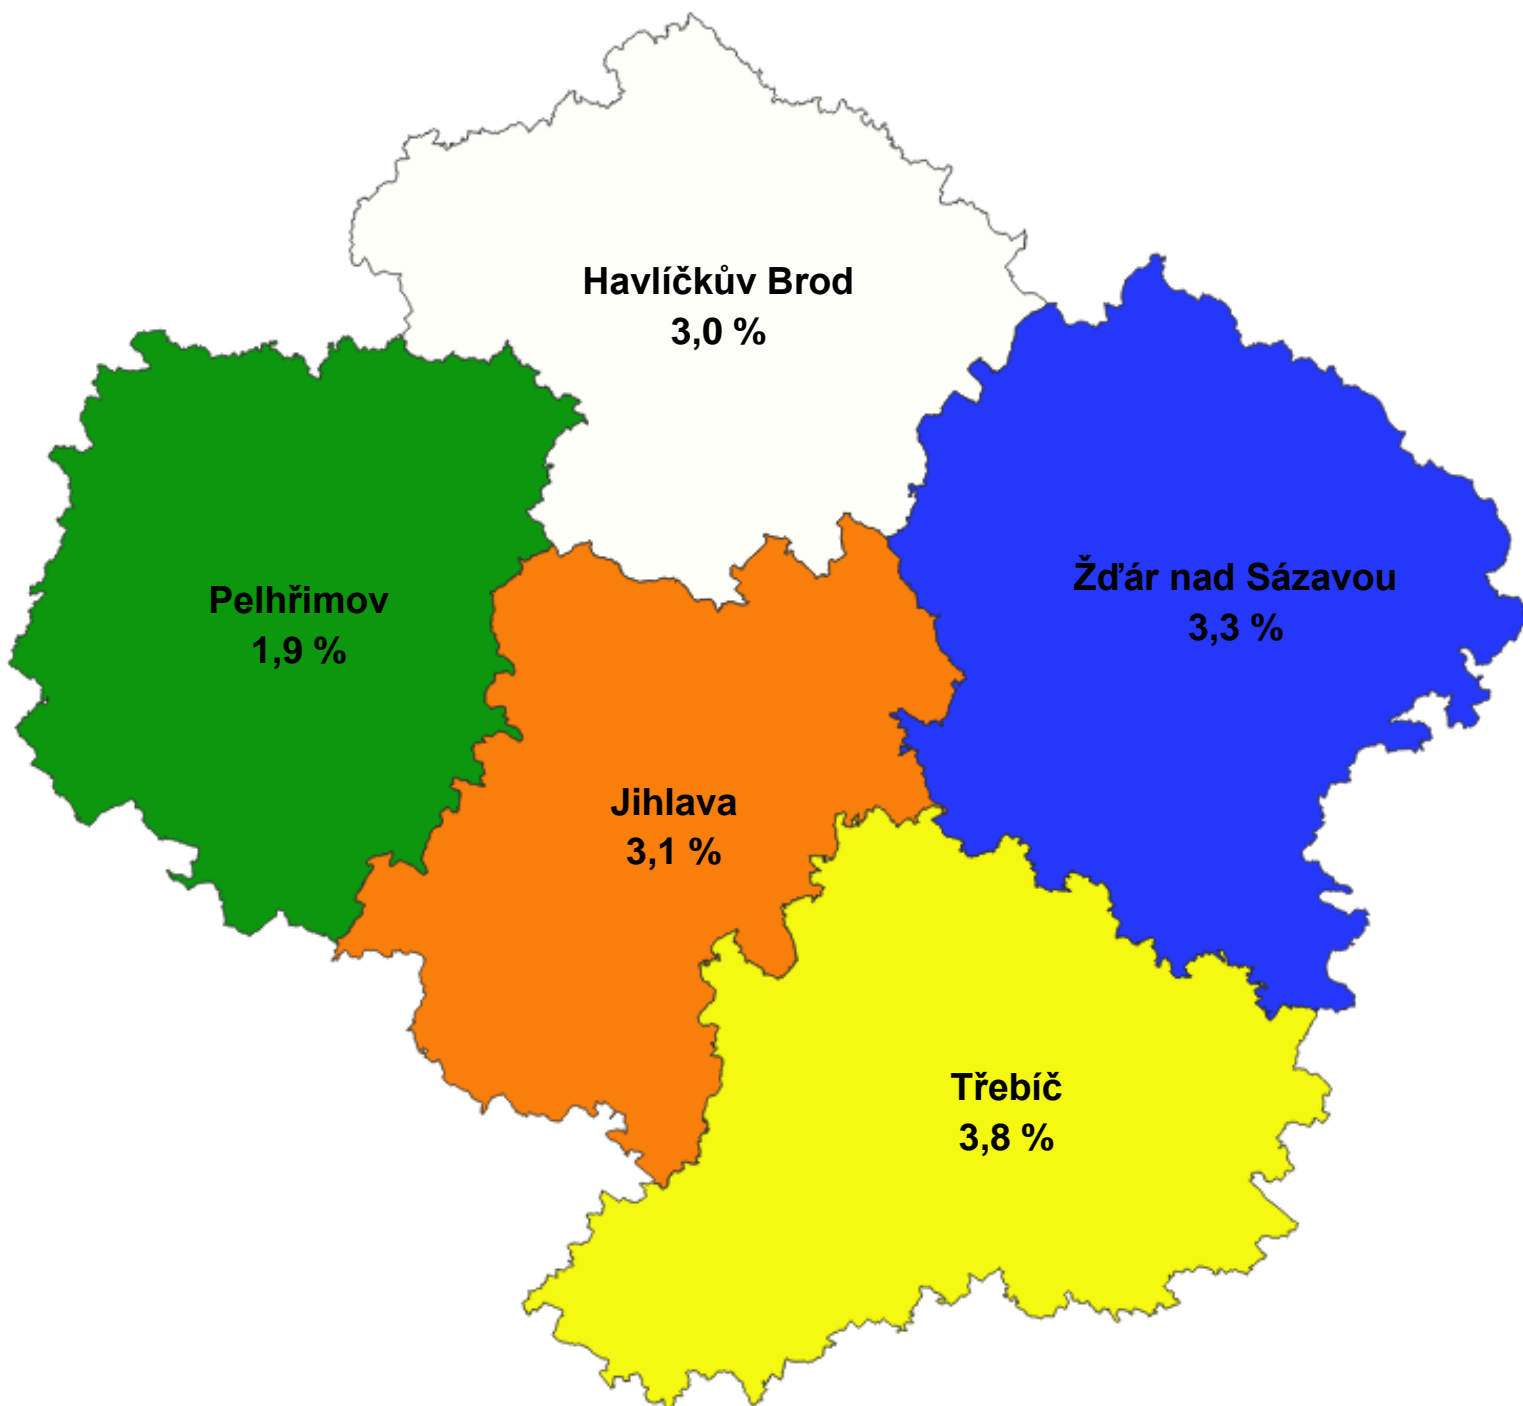 Havlíčkův Brod
3,0 %
Žďár nad Sázavou
3,3 %
Pelhřimov
1,9 %
Jihlava
3,1 %
Třebíč
3,8 %